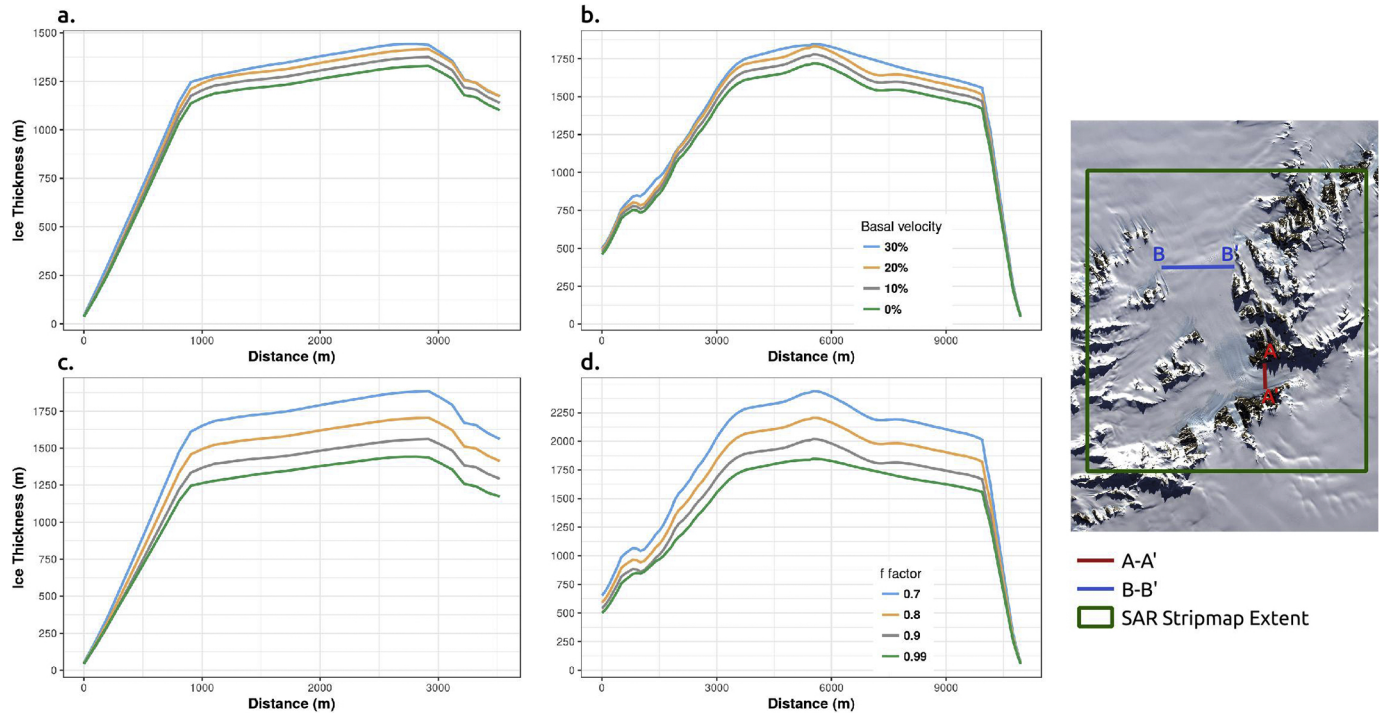 a.
Ice Thickness (m)
1500
1250
1000
750
500
250
0
0 1000 2000 3000
Distance (m)
b.
1750
1500
1250
1000
750
500
250
0
Basal velocity
30%
20%
10%
0%
0 3000 6000 9000
Distance (m)
c.
Ice Thickness (m)
1750
1500
1250
1000
750
500
250
0
0 1000 2000 3000
Distance (m)
d.
2250
2000
1750
1500
1250
1000
750
500
250
0
f factor
0.7
0.8
0.9
0.99
0 3000 6000 9000
Distance (m)
B B'
A
A'
A-A'
B-B'
SAR Stripmap Extent